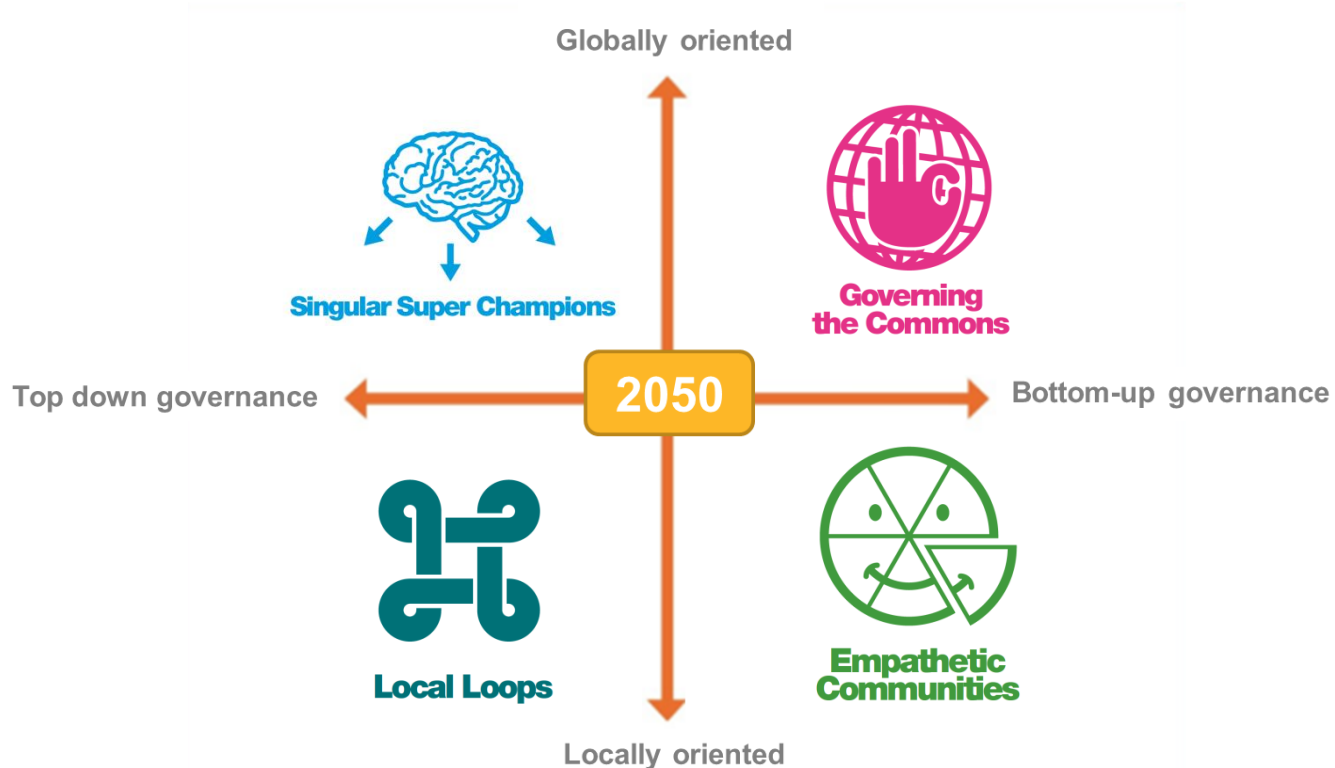 Globally oriented
Singular Super Champions
Governing
the Commons
Top down governance
2050
Bottom-up governance
Local Loops
Empathetic
Communities
Locally oriented